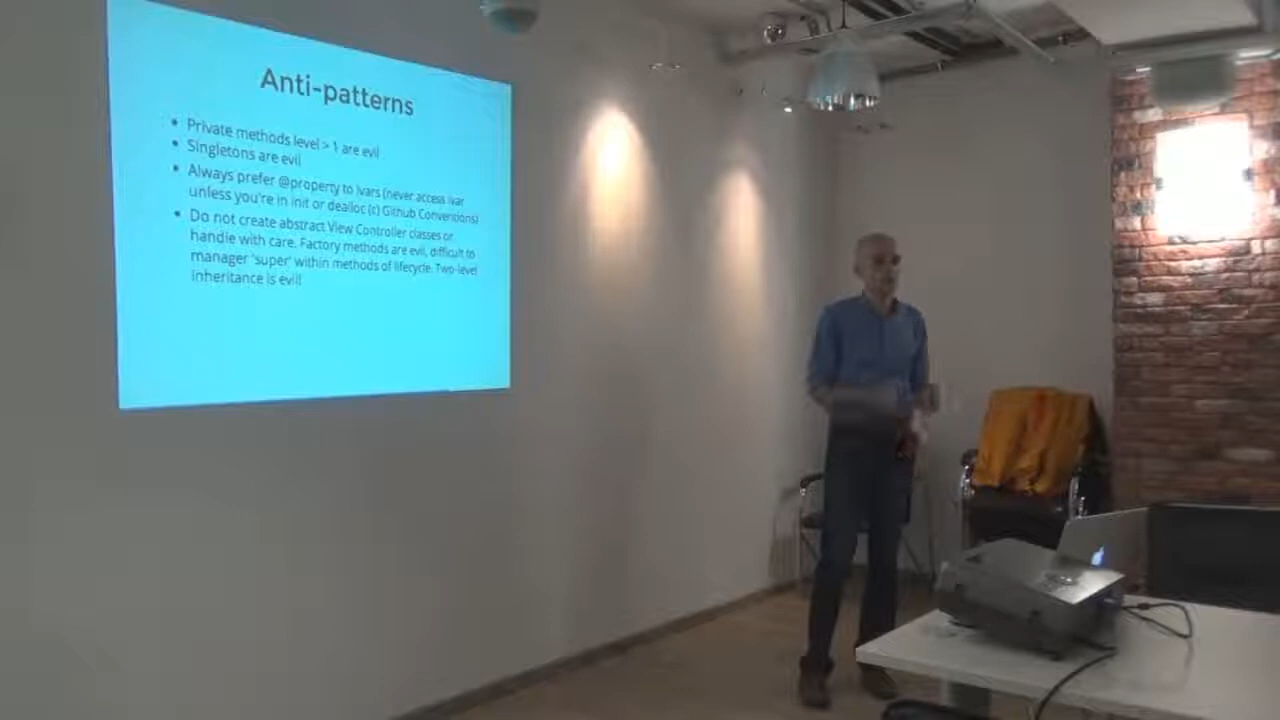 Anti-patterns
• Private methods level > 1 are evil
• Singletons are evil
• Always prefer @property to ivars (never access ivar
unless you're in init or dealloc (c) Github Conventions)
• Do not create abstract View Controller classes or
handle with care. Factory methods are evil, difficult to
manager 'super' within methods of lifecycle. Two-level
inheritance is evil!